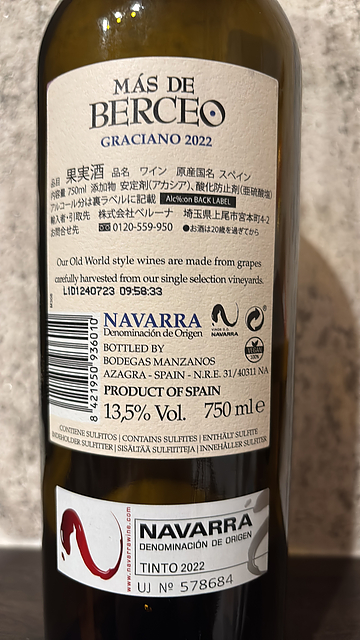 MÁS DE
BERCEO
GRACIANO 2022
品目 果実酒 品名 ワイン 原産国名 スペイン
内容量 750ml 添加物 安定剤(アカシア)、酸化防止剤(亜硫酸塩)
アルコール分は裏ラベルに記載 Alc%:on BACK LABEL
輸入者・引取先 株式会社ベルーナ 埼玉県上尾市宮本町4-2
お問合せ先 0120-559-950 ●お酒は20歳を過ぎてから
Our Old World style wines are made from grapes
carefully harvested from our single selection vineyards.
L1D1240723 09:58:33
NAVARRA
Denominación de Origen
NAVARRA
VEGAN
100%
BOTTLED BY
BODEGAS MANZANOS
AZAGRA - SPAIN - N.R.E. 31/40311 NA
PRODUCT OF SPAIN
13,5% Vol. 750 ml e
8 421950 936010
CONTIENE SULFITOS | CONTAINS SULFITES | ENTHÄLT SULFITE
INDEHOLDER SULFITTER | SISÄLTÄÄ SULFIITTEJA | INNEHÅLLER SULFITER
www.navarrawine.com
NAVARRA
DENOMINACIÓN DE ORIGEN
TINTO 2022
UJ Nº 578684